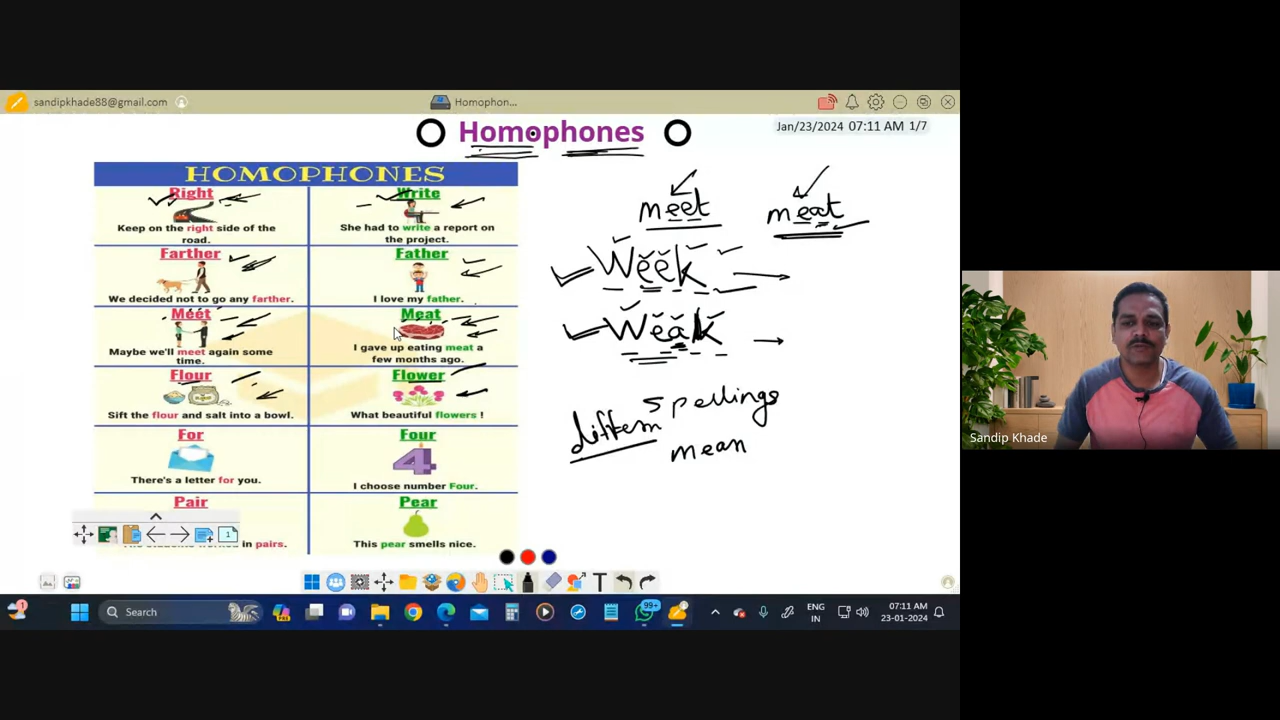 sandipkhade88@gmail.com
Homophon...
Homophones
Jan/23/2024 07:11 AM 1/7
HOMOPHONES
Right
Write
Keep on the right side of the road.
She had to write a report on the project.
Farther
Father
We decided not to go any farther.
I love my father.
Meet
Meat
Maybe we'll meet again some time.
I gave up eating meat a few months ago.
Flour
Flower
Sift the flour and salt into a bowl.
What beautiful flowers !
For
Four
4
There's a letter for you.
I choose number Four.
Pair
Pear
in pairs.
This pear smells nice.
meet
meat
Week
Weak
spellings
mean
1
Sandip Khade
T
1
Search
PRE
99+
ENG
IN
07:11 AM
23-01-2024